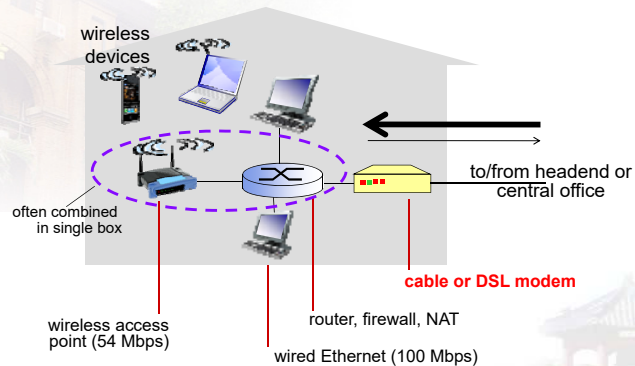 wireless
devices
to/from headend or
central office
often combined
in single box
cable or DSL modem
wireless access
point (54 Mbps)
router, firewall, NAT
wired Ethernet (100 Mbps)